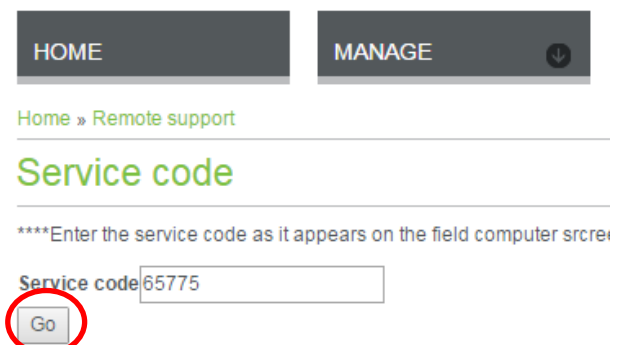 HOME MANAGE
Home » Remote support
Service code
****Enter the service code as it appears on the field computer srcre
Service code 65775
Go